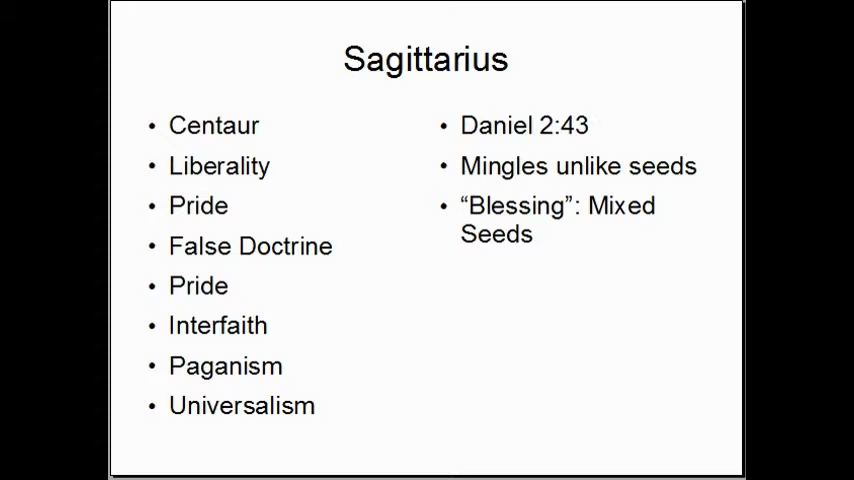 Sagittarius
• Centaur
• Liberality
• Pride
• False Doctrine
• Pride
• Interfaith
• Paganism
• Universalism
• Daniel 2:43
• Mingles unlike seeds
• “Blessing”: Mixed
Seeds